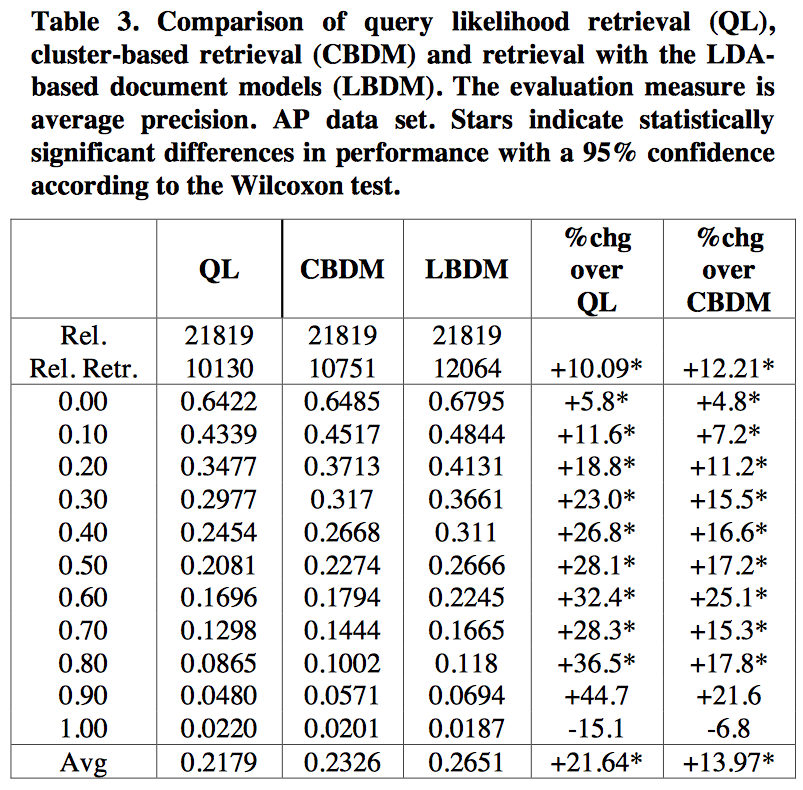 Table 3. Comparison of query likelihood retrieval (QL),
cluster-based retrieval (CBDM) and retrieval with the LDA-
based document models (LBDM). The evaluation measure is
average precision. AP data set. Stars indicate statistically
significant differences in performance with a 95% confidence
according to the Wilcoxon test.
QL CBDM LBDM %chg over QL %chg over CBDM
Rel. 21819 21819 21819
Rel. Retr. 10130 10751 12064 +10.09* +12.21*
0.00 0.6422 0.6485 0.6795 +5.8* +4.8*
0.10 0.4339 0.4517 0.4844 +11.6* +7.2*
0.20 0.3477 0.3713 0.4131 +18.8* +11.2*
0.30 0.2977 0.317 0.3661 +23.0* +15.5*
0.40 0.2454 0.2668 0.311 +26.8* +16.6*
0.50 0.2081 0.2274 0.2666 +28.1* +17.2*
0.60 0.1696 0.1794 0.2245 +32.4* +25.1*
0.70 0.1298 0.1444 0.1665 +28.3* +15.3*
0.80 0.0865 0.1002 0.118 +36.5* +17.8*
0.90 0.0480 0.0571 0.0694 +44.7 +21.6
1.00 0.0220 0.0201 0.0187 -15.1 -6.8
Avg 0.2179 0.2326 0.2651 +21.64* +13.97*